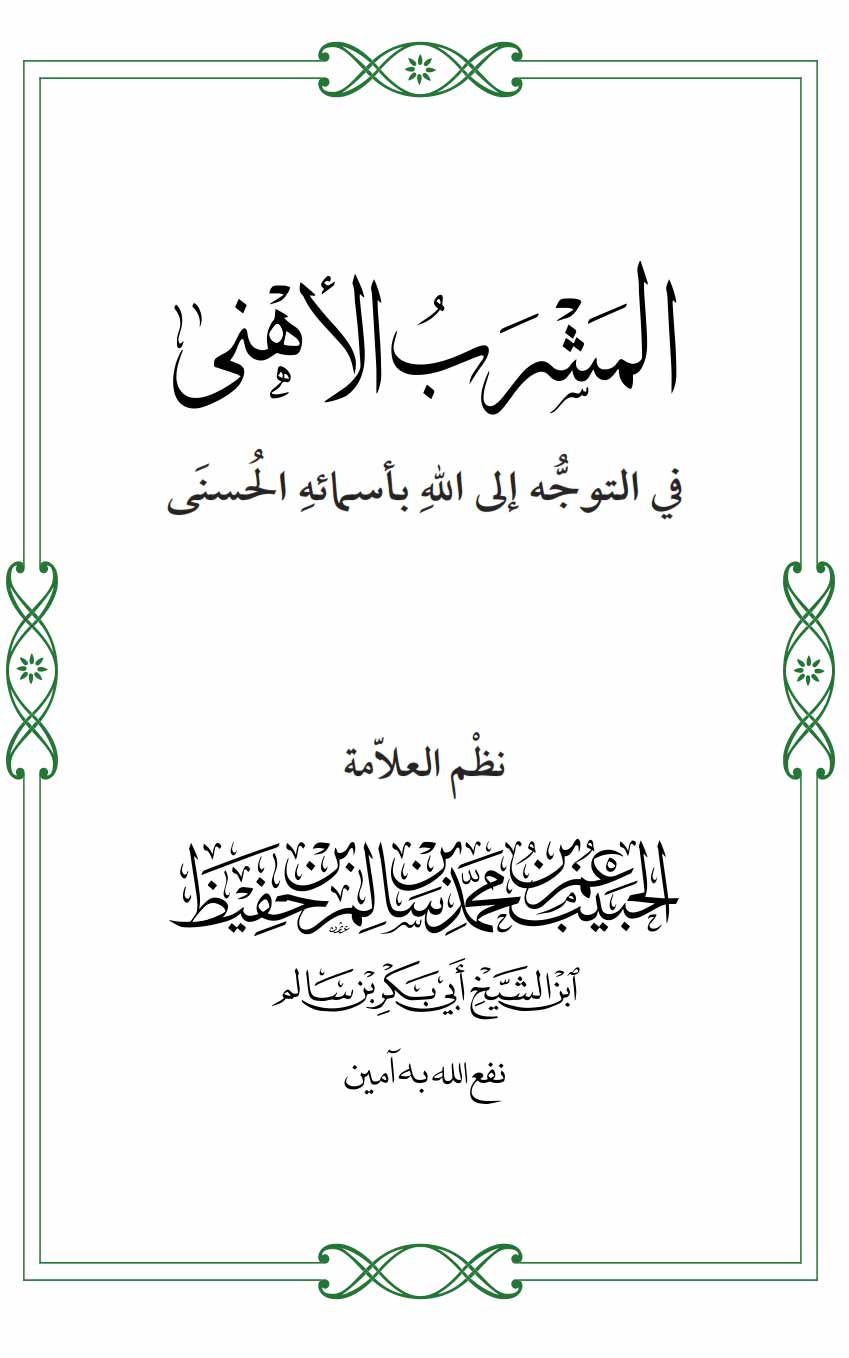 المَشْرَبُ الأَهْنَى
في التوجُّه إلى اللهِ بأسمائهِ الحُسنَى
نظْم العلاّمة
الحبيب عمر بن محمّد بن سالم بن حفيظ
ابن الشيخ أبي بكر بن سالم
نفع الله به آمين